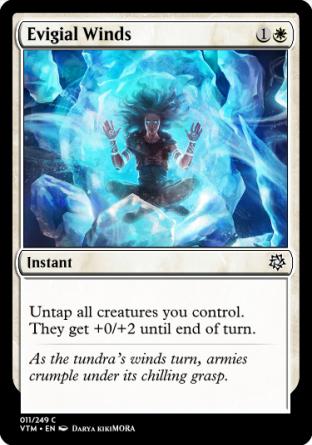 Evigial Winds 1
Instant
Untap all creatures you control.
They get +0/+2 until end of turn.
As the tundra's winds turn, armies
crumple under its chilling grasp.
011/249 C
VTM • EN Darya kikiMORA